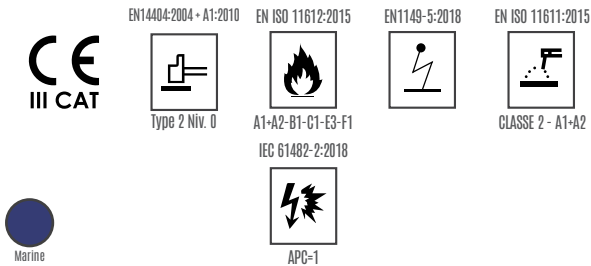 EN14404:2004 + A1:2010
EN ISO 11612:2015
EN1149-5:2018
EN ISO 11611:2015
CE
III CAT
Type 2 Niv. 0
A1+A2-B1-C1-E3-F1
CLASSE 2 - A1+A2
IEC 61482-2:2018
Marine
APC=1